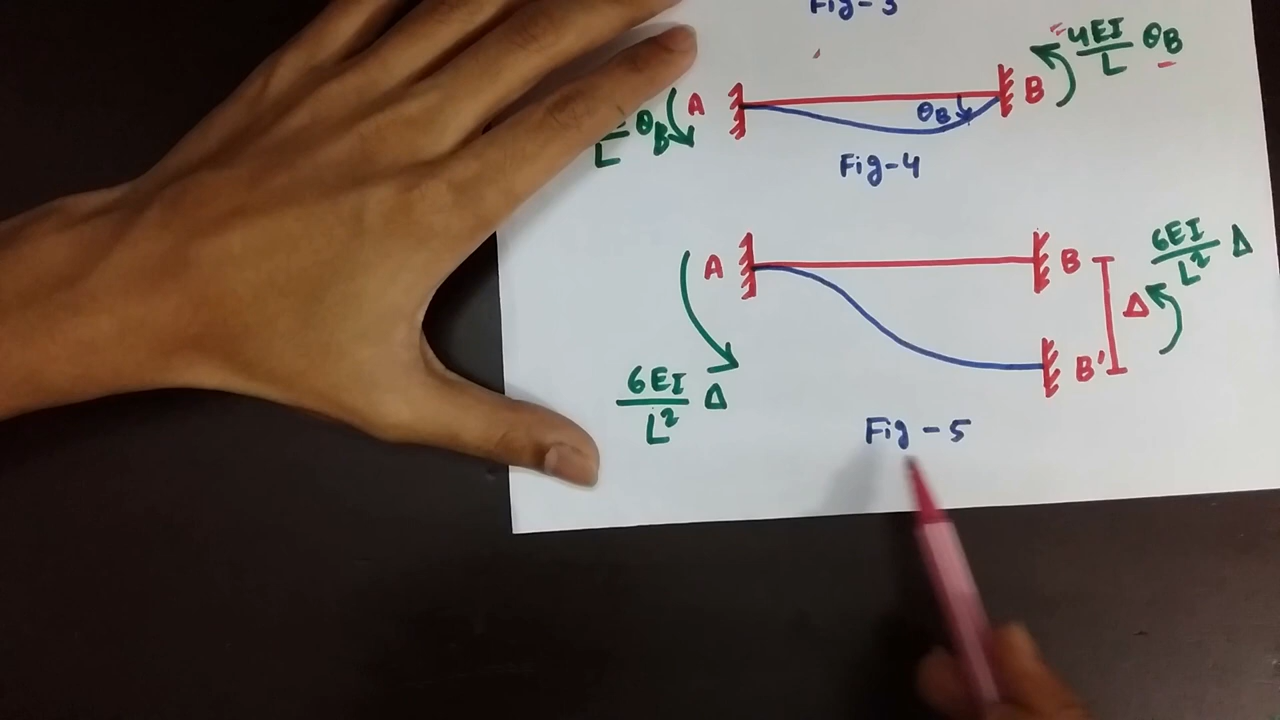 Fig-3
4EI/L θB
A
B
θB
L θB
Fig-4
A
B
6EI/L² Δ
Δ
B'
6EI/L² Δ
Fig-5